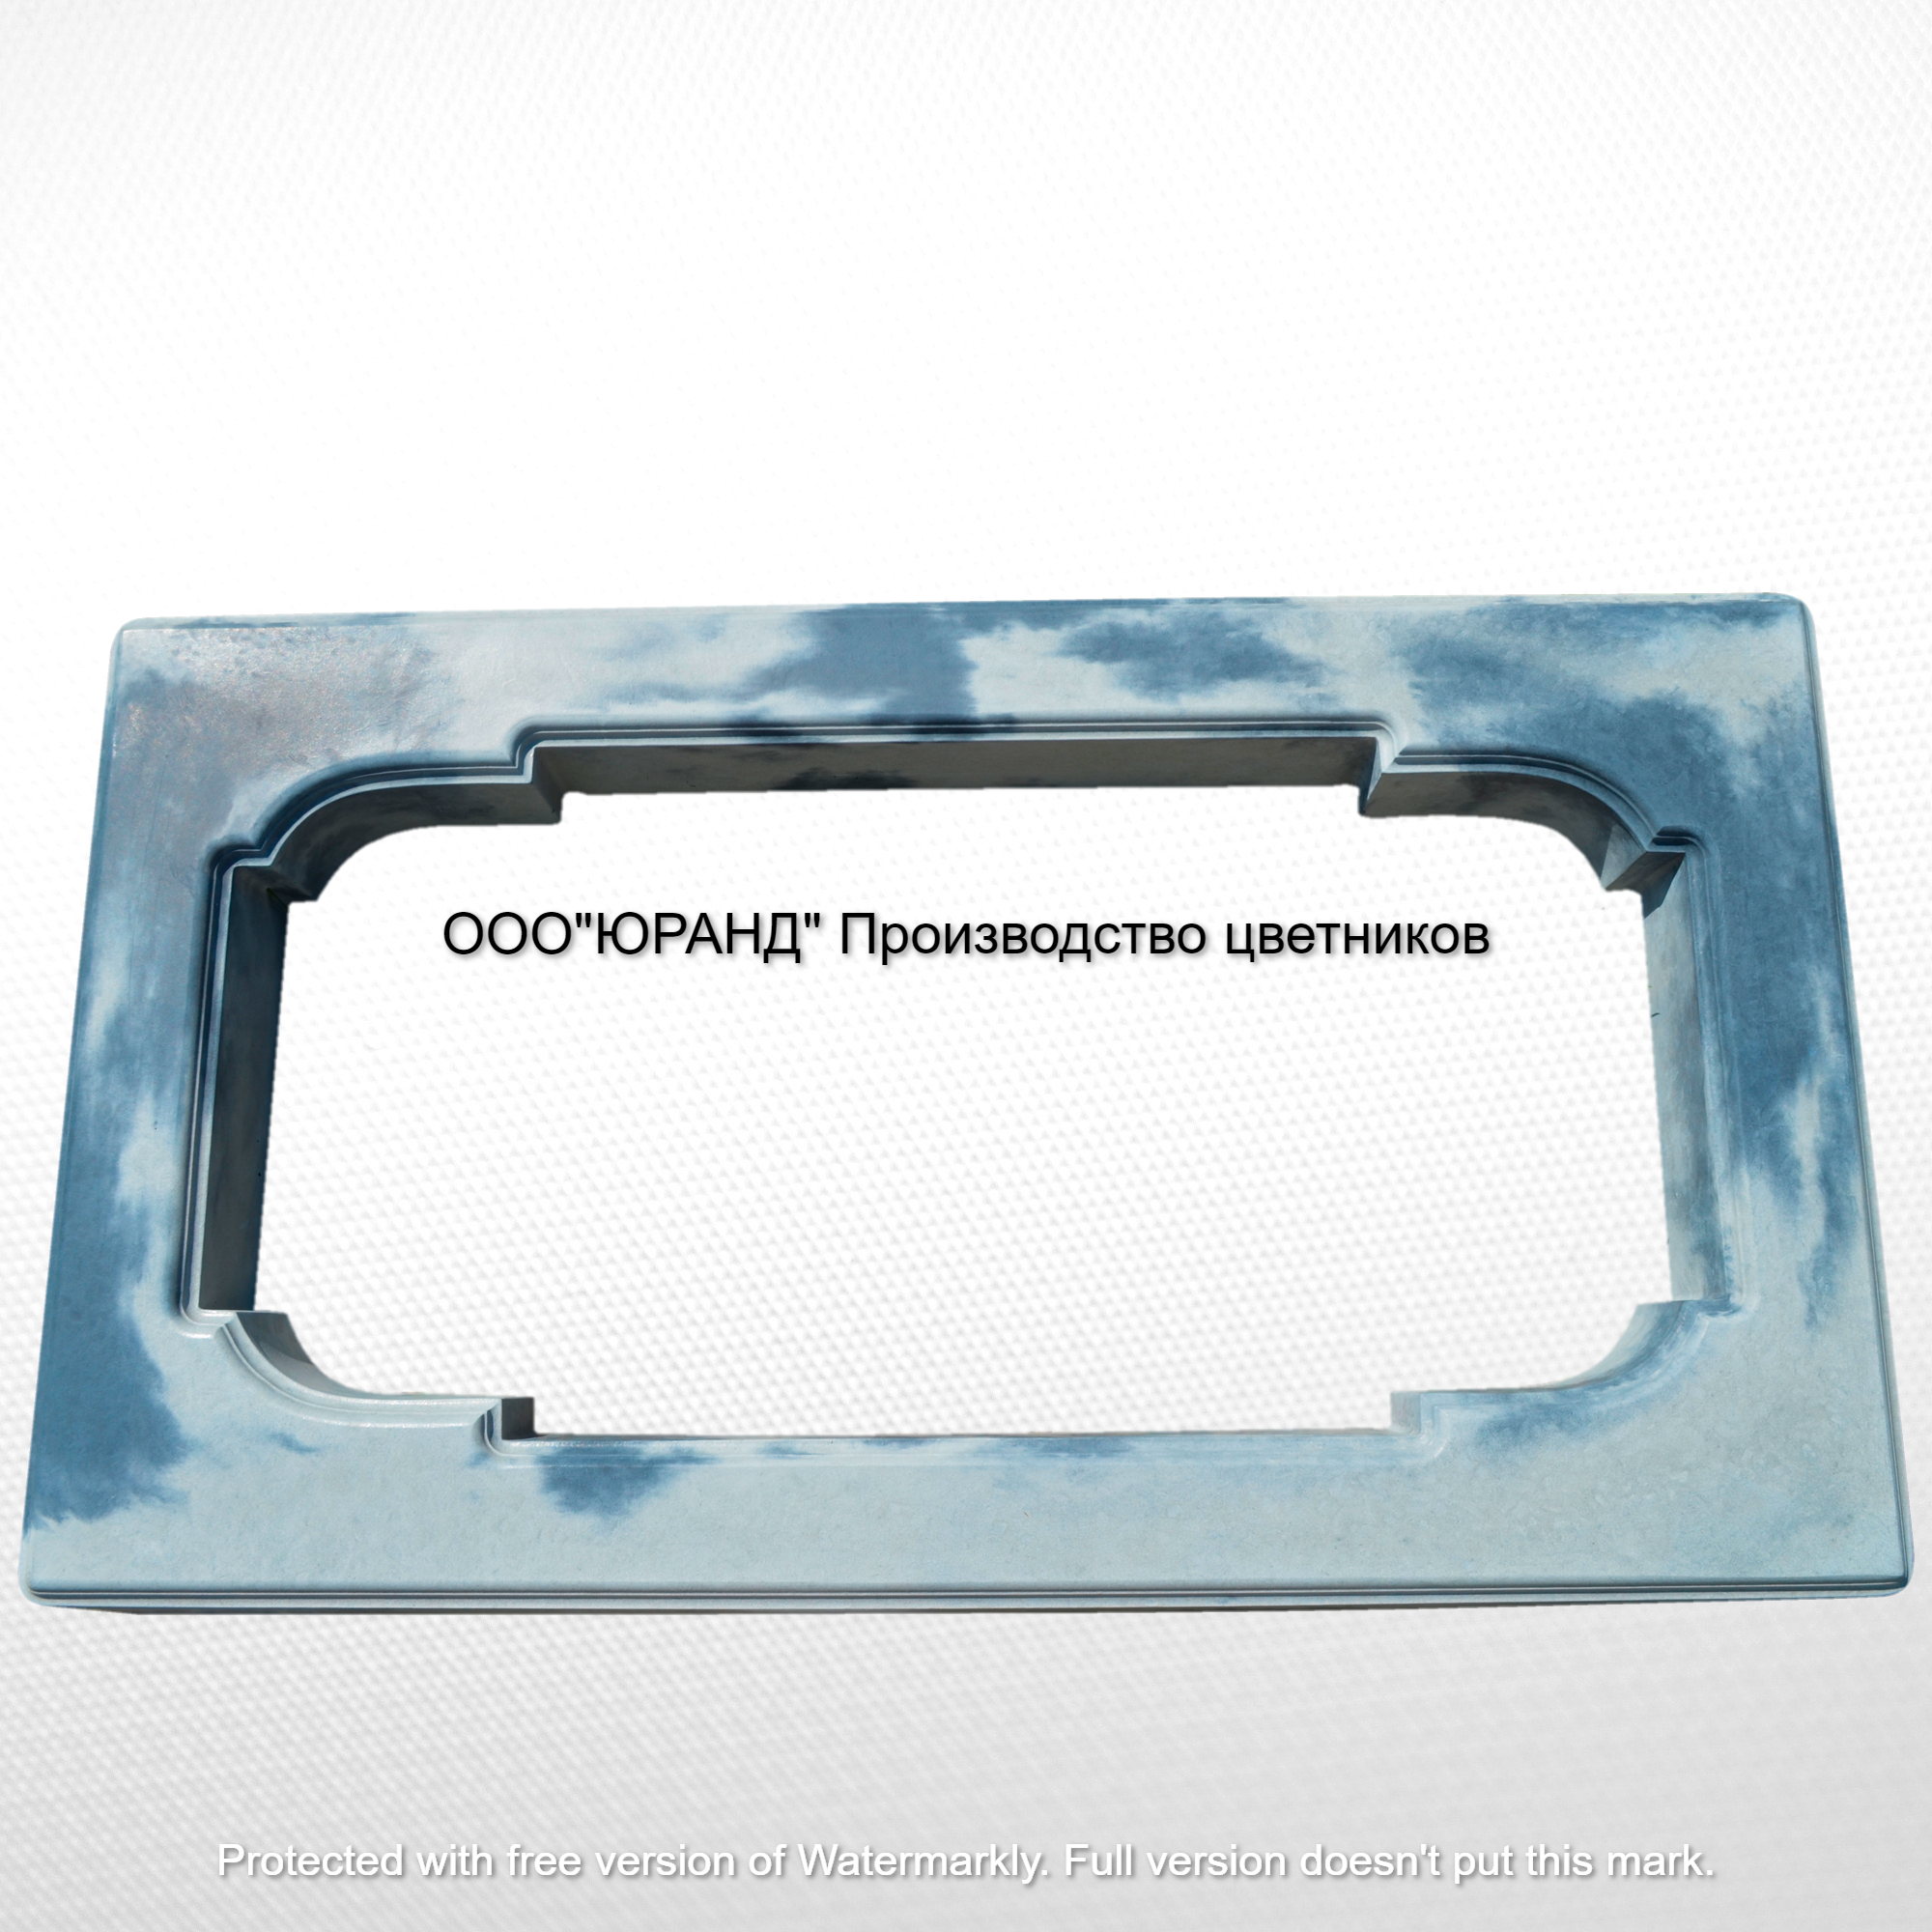 ООО"ЮРАНД" Производство цветников
Protected with free version of Watermarkly. Full version doesn't put this mark.